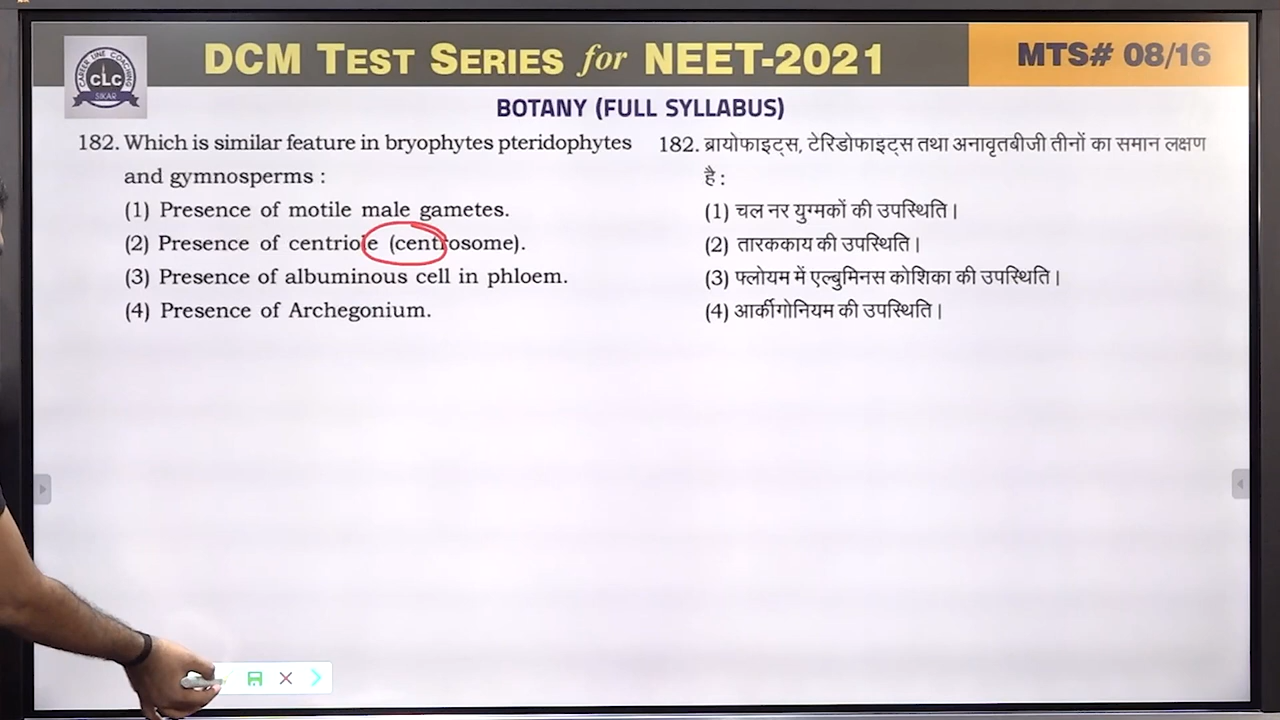 DCM TEST SERIES for NEET-2021
MTS# 08/16
CAREER LINE COACHING
CLC
SIKAR
BOTANY (FULL SYLLABUS)
182. Which is similar feature in bryophytes pteridophytes
and gymnosperms :
(1) Presence of motile male gametes.
(2) Presence of centriole (centrosome).
(3) Presence of albuminous cell in phloem.
(4) Presence of Archegonium.
182. ब्रायोफाइट्स, टेरिडोफाइट्स तथा अनावृतबीजी तीनों का समान लक्षण
है :
(1) चल नर युग्मकों की उपस्थिति।
(2) तारककाय की उपस्थिति।
(3) फ्लोयम में एल्बुमिनस कोशिका की उपस्थिति।
(4) आर्कीगोनियम की उपस्थिति।